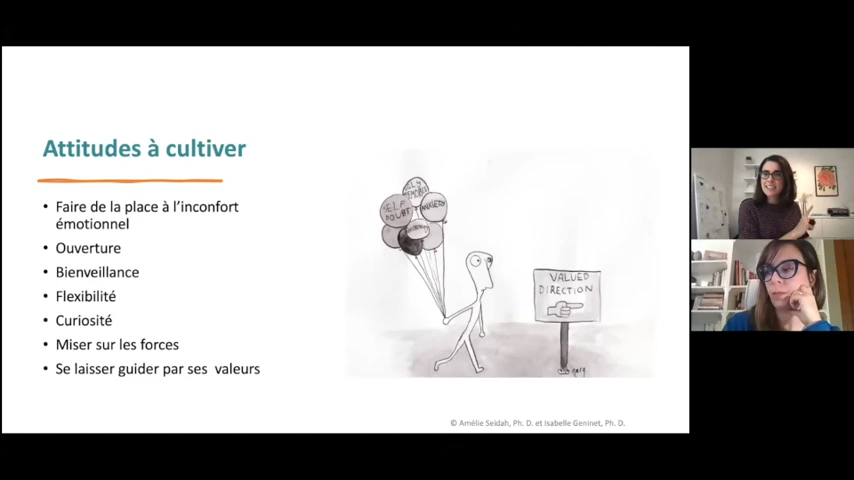 Attitudes à cultiver
• Faire de la place à l’inconfort
émotionnel
• Ouverture
• Bienveillance
• Flexibilité
• Curiosité
• Miser sur les forces
• Se laisser guider par ses valeurs
SELF
DOUBT
ANXIETY
VALUED
DIRECTION
© Amélie Seidah, Ph. D. et Isabelle Geninet, Ph. D.